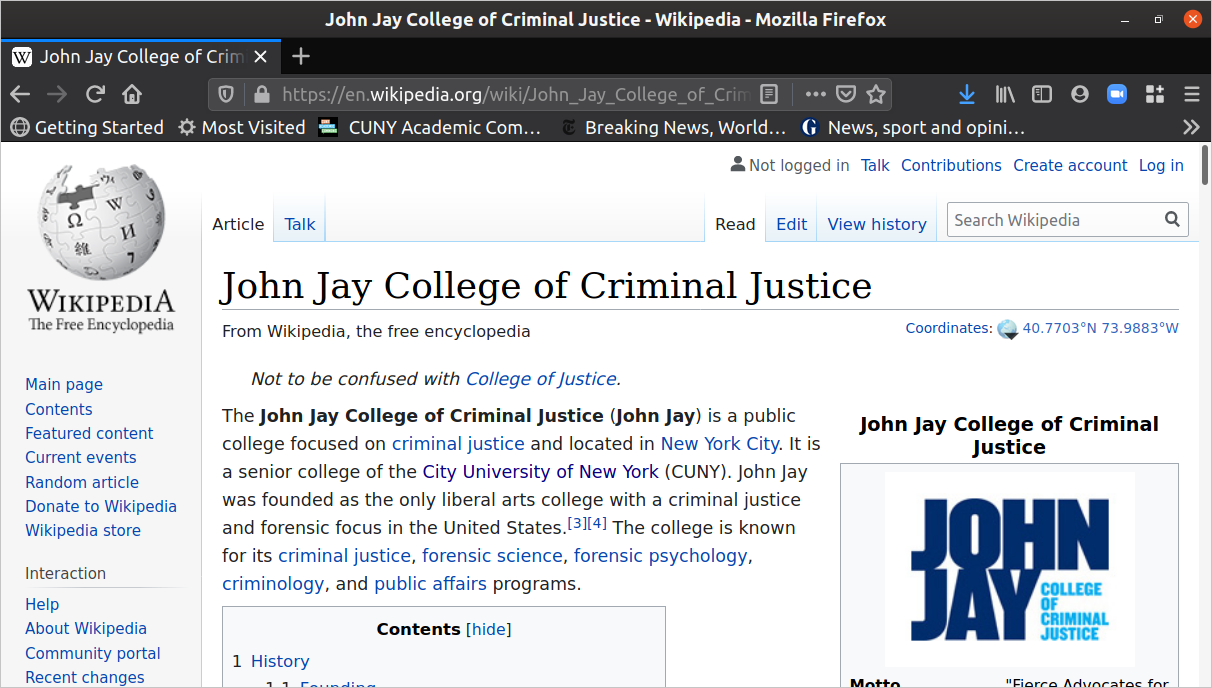 John Jay College of Criminal Justice - Wikipedia - Mozilla Firefox
W John Jay College of Crim
https://en.wikipedia.org/wiki/John_Jay_College_of_Crim
Getting Started Most Visited CUNY Academic Com… Breaking News, World… G News, sport and opini…
Not logged in Talk Contributions Create account Log in
Article Talk Read Edit View history Search Wikipedia
WIKIPEDIA
The Free Encyclopedia
Main page
Contents
Featured content
Current events
Random article
Donate to Wikipedia
Wikipedia store
Interaction
Help
About Wikipedia
Community portal
Recent changes
John Jay College of Criminal Justice
From Wikipedia, the free encyclopedia
Coordinates: 40.7703°N 73.9883°W
Not to be confused with College of Justice.
The John Jay College of Criminal Justice (John Jay) is a public
college focused on criminal justice and located in New York City. It is
a senior college of the City University of New York (CUNY). John Jay
was founded as the only liberal arts college with a criminal justice
and forensic focus in the United States.[3][4] The college is known
for its criminal justice, forensic science, forensic psychology,
criminology, and public affairs programs.
Contents [hide]
1 History
1.1 Founding
John Jay College of Criminal
Justice
JOHN
JAY
COLLEGE
OF
CRIMINAL
JUSTICE
Motto "Fierce Advocates for